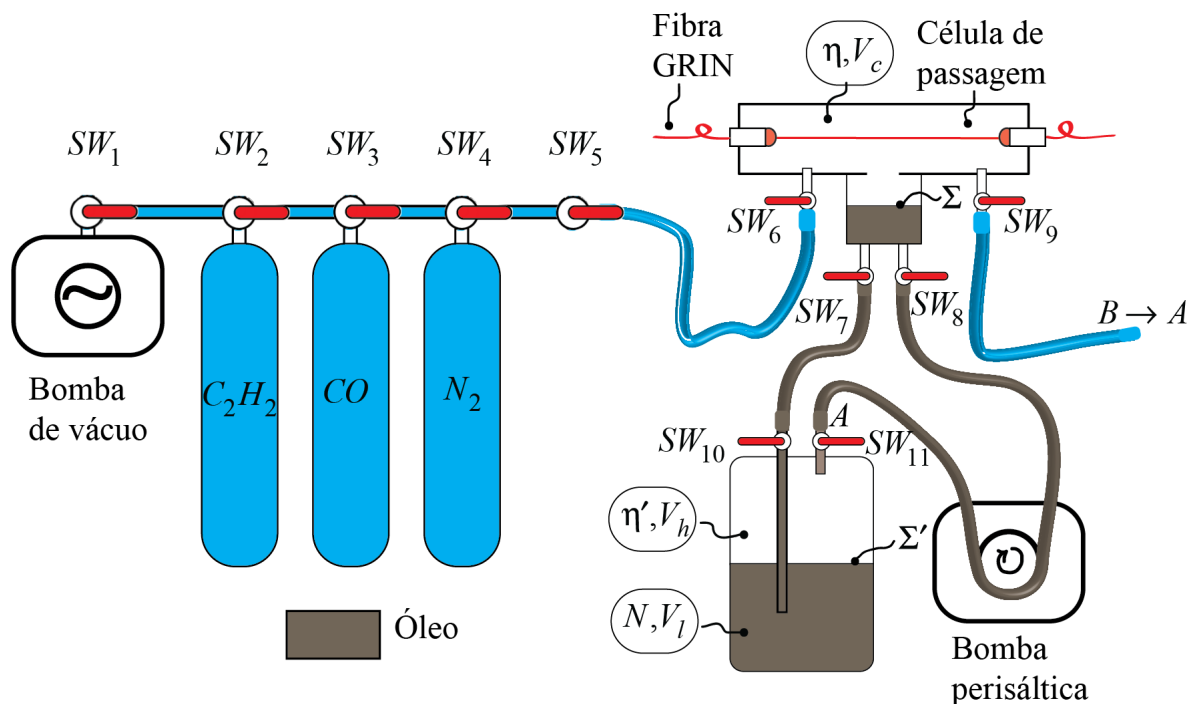 Fibra
GRIN
η,V_c
Célula de
passagem
SW_1
SW_2
SW_3
SW_4
SW_5
SW_6
Σ
SW_9
SW_7
SW_8
B → A
C_2H_2
CO
N_2
Bomba
de vácuo
A
SW_10
SW_11
η′,V_h
Σ′
N,V_l
Óleo
Bomba
perisáltica